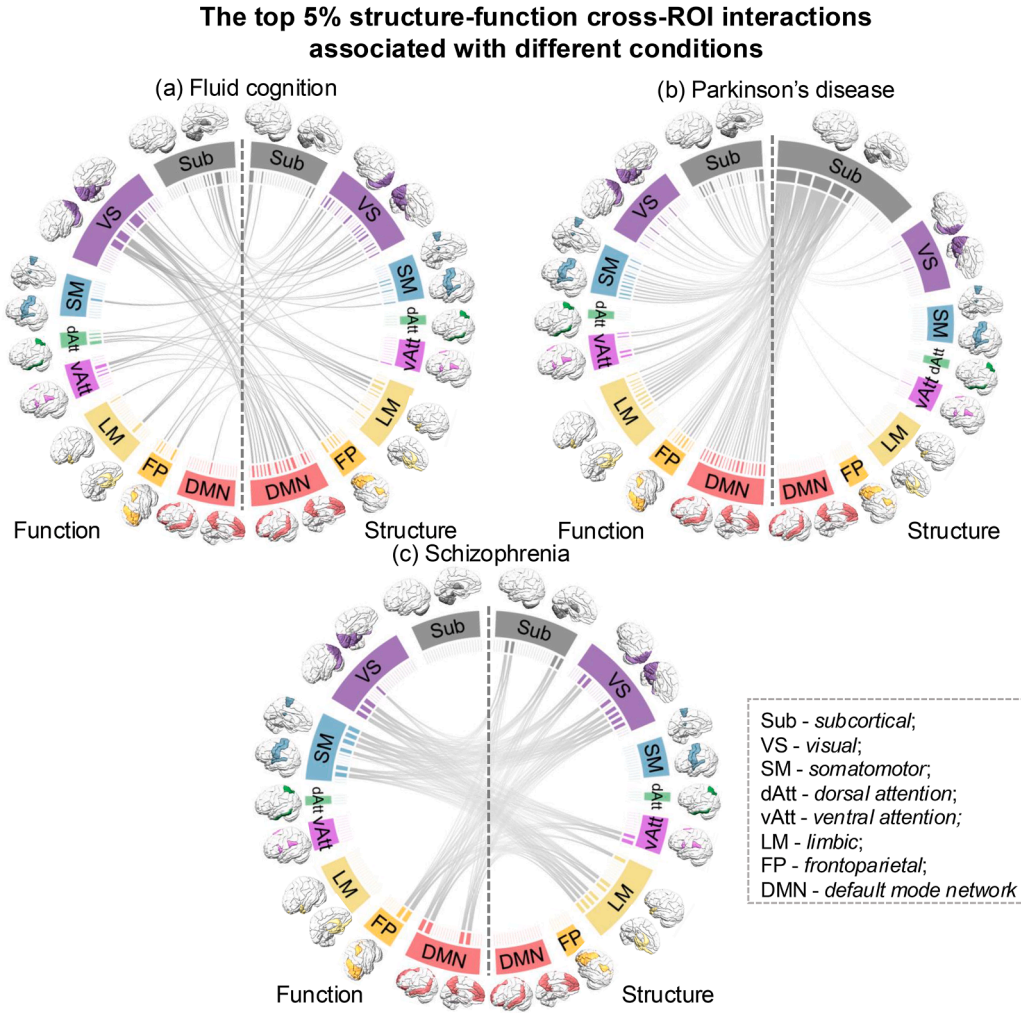 The top 5% structure-function cross-ROI interactions
associated with different conditions
(a) Fluid cognition
Sub
VS
SM
dAtt
vAtt
LM
FP
DMN
Sub
VS
SM
dAtt
vAtt
LM
FP
DMN
Function
Structure
(b) Parkinson's disease
Sub
VS
SM
dAtt
vAtt
LM
FP
DMN
Sub
VS
SM
dAtt
vAtt
LM
FP
DMN
Function
Structure
(c) Schizophrenia
Sub
VS
SM
dAtt
vAtt
LM
FP
DMN
Sub
VS
SM
dAtt
vAtt
LM
FP
DMN
Function
Structure
Sub - subcortical;
VS - visual;
SM - somatomotor;
dAtt - dorsal attention;
vAtt - ventral attention;
LM - limbic;
FP - frontoparietal;
DMN - default mode network